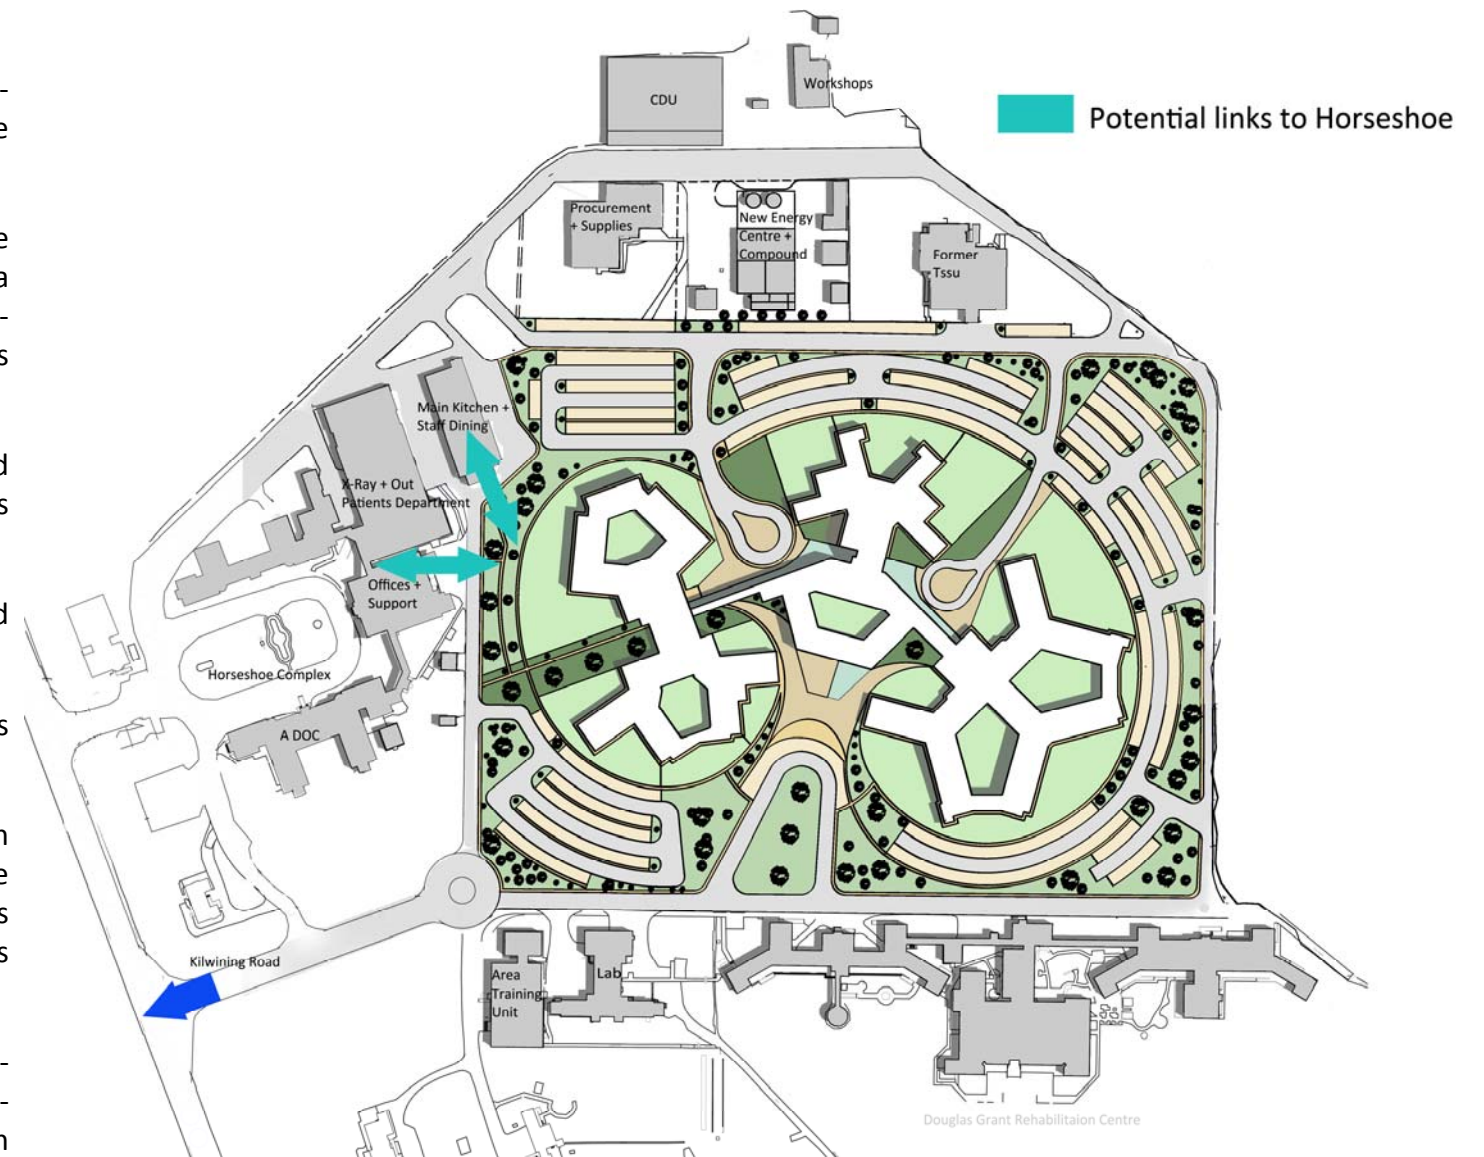 -
e
e
a
-
s
d
s
d
s
n
e
s
s
-
-
n
CDU
Workshops
Potential links to Horseshoe
Procurement
+ Supplies
New Energy
Centre +
Compound
Former
Tssu
Main Kitchen +
Staff Dining
X-Ray + Out
Patients Department
Offices +
Support
Horseshoe Complex
A DOC
Kilwining Road
Area
Training
Unit
Lab
Douglas Grant Rehabilitaion Centre